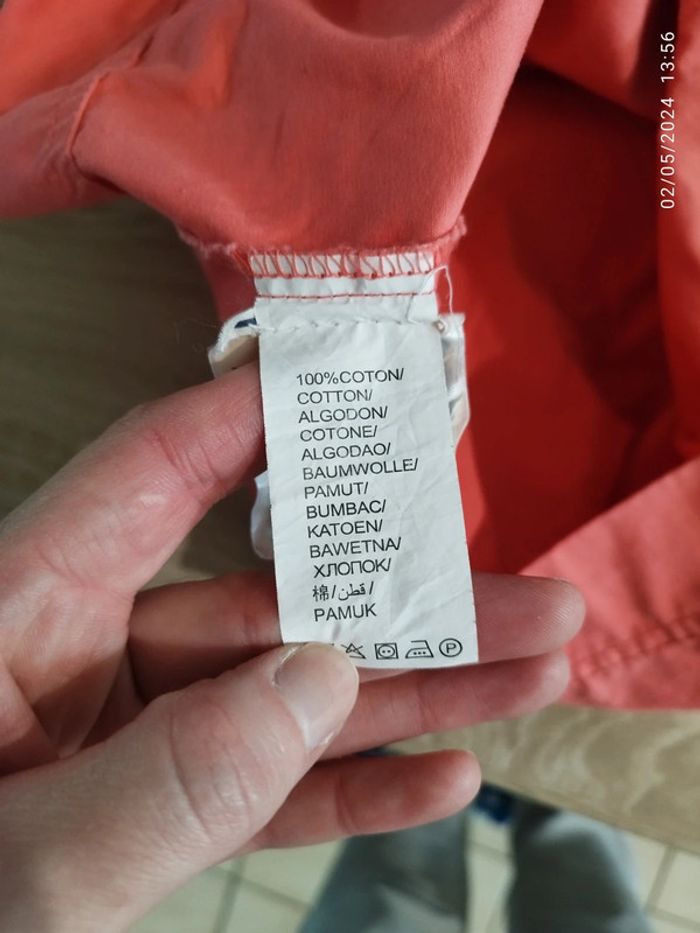 02/05/2024 13:56
100%COTON/
COTTON/
ALGODON/
COTONE/
ALGODAO/
BAUMWOLLE/
PAMUT/
BUMBAC/
KATOEN/
BAWETNA/
ХЛОПОК/
棉/قطن/
PAMUK
P